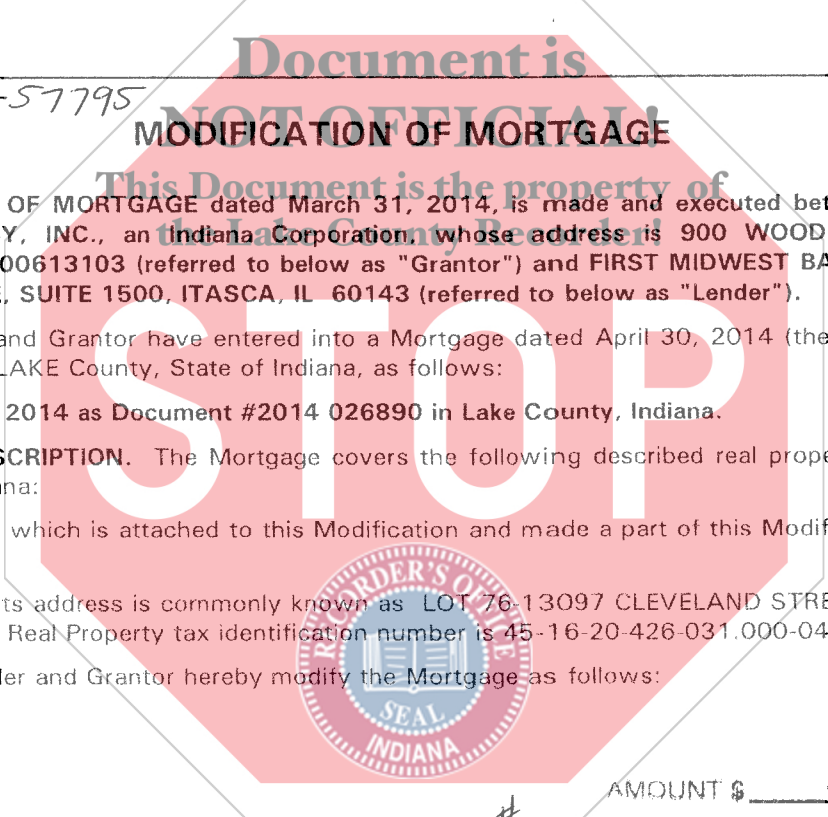 Document is
-57795
NOT OFFICIAL!
MODIFICATION OF MORTGAGE
This Document is the property of
OF MORTGAGE dated March 31, 2014, is made and executed bet
the Lake County Recorder!
Y, INC., an Indiana Corporation, whose address is 900 WOOD
00613103 (referred to below as "Grantor") and FIRST MIDWEST BA
, SUITE 1500, ITASCA, IL 60143 (referred to below as "Lender").
STOP
and Grantor have entered into a Mortgage dated April 30, 2014 (the
LAKE County, State of Indiana, as follows:
2014 as Document #2014 026890 in Lake County, Indiana.
SCRIPTION. The Mortgage covers the following described real prope
ana:
which is attached to this Modification and made a part of this Modif
ts address is commonly known as LOT 76-13097 CLEVELAND STRE
Real Property tax identification number is 45-16-20-426-031.000-04
der and Grantor hereby modify the Mortgage as follows:
RECORDER'S OFFICE
SEAL
INDIANA
AMOUNT $
#